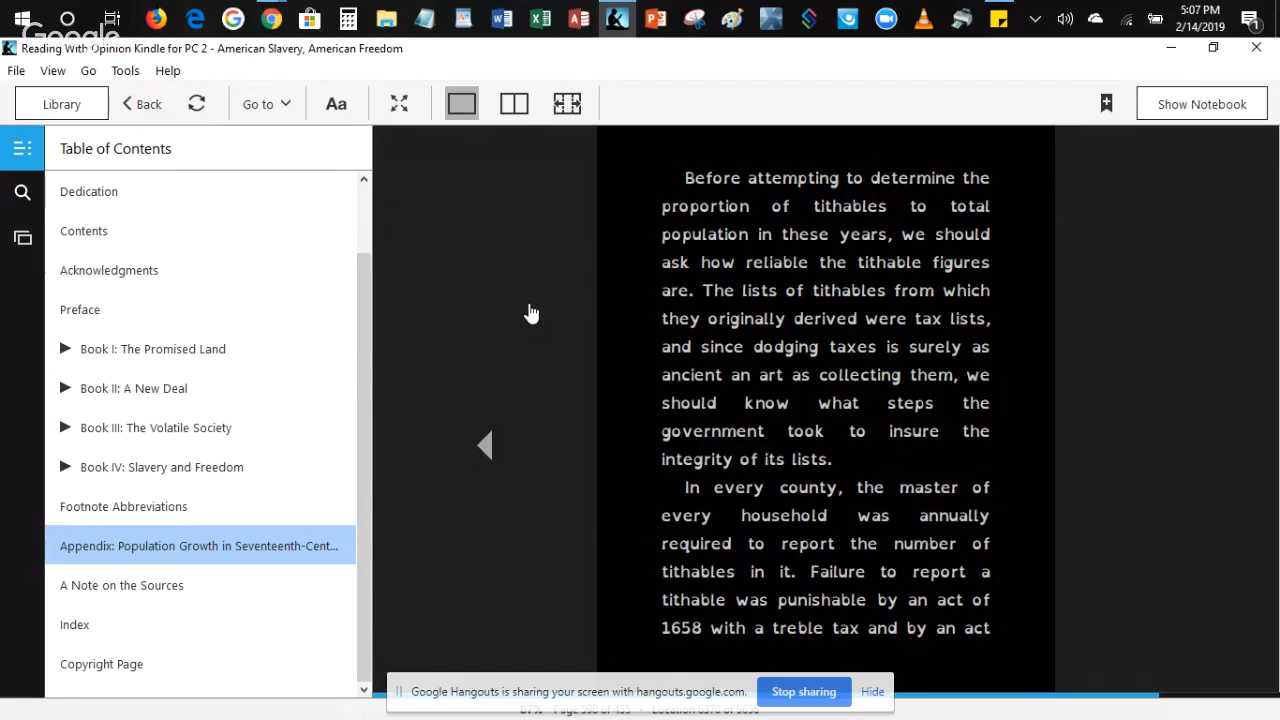 Google
5:07 PM
2/14/2019
Reading With Opinion Kindle for PC 2 - American Slavery, American Freedom
File View Go Tools Help
Library Back Go to Aa Show Notebook
Table of Contents
Dedication
Contents
Acknowledgments
Preface
Book I: The Promised Land
Book II: A New Deal
Book III: The Volatile Society
Book IV: Slavery and Freedom
Footnote Abbreviations
Appendix: Population Growth in Seventeenth-Cent...
A Note on the Sources
Index
Copyright Page
Before attempting to determine the
proportion of tithables to total
population in these years, we should
ask how reliable the tithable figures
are. The lists of tithables from which
they originally derived were tax lists,
and since dodging taxes is surely as
ancient an art as collecting them, we
should know what steps the
government took to insure the
integrity of its lists.
In every county, the master of
every household was annually
required to report the number of
tithables in it. Failure to report a
tithable was punishable by an act of
1658 with a treble tax and by an act
Google Hangouts is sharing your screen with hangouts.google.com. Stop sharing Hide